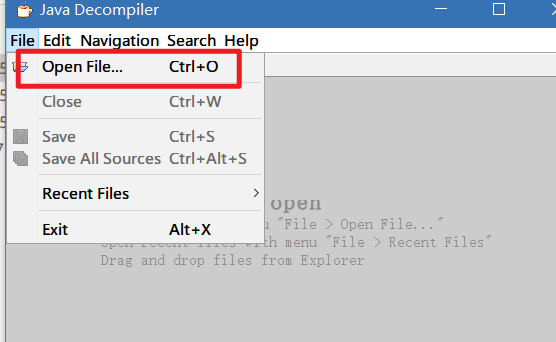 Java Decompiler
File Edit Navigation Search Help
Open File... Ctrl+O
Close Ctrl+W
Save Ctrl+S
Save All Sources Ctrl+Alt+S
Recent Files
Exit Alt+X
open
"File > Open File..."
Open recent files with menu "File > Recent Files"
Drag and drop files from Explorer